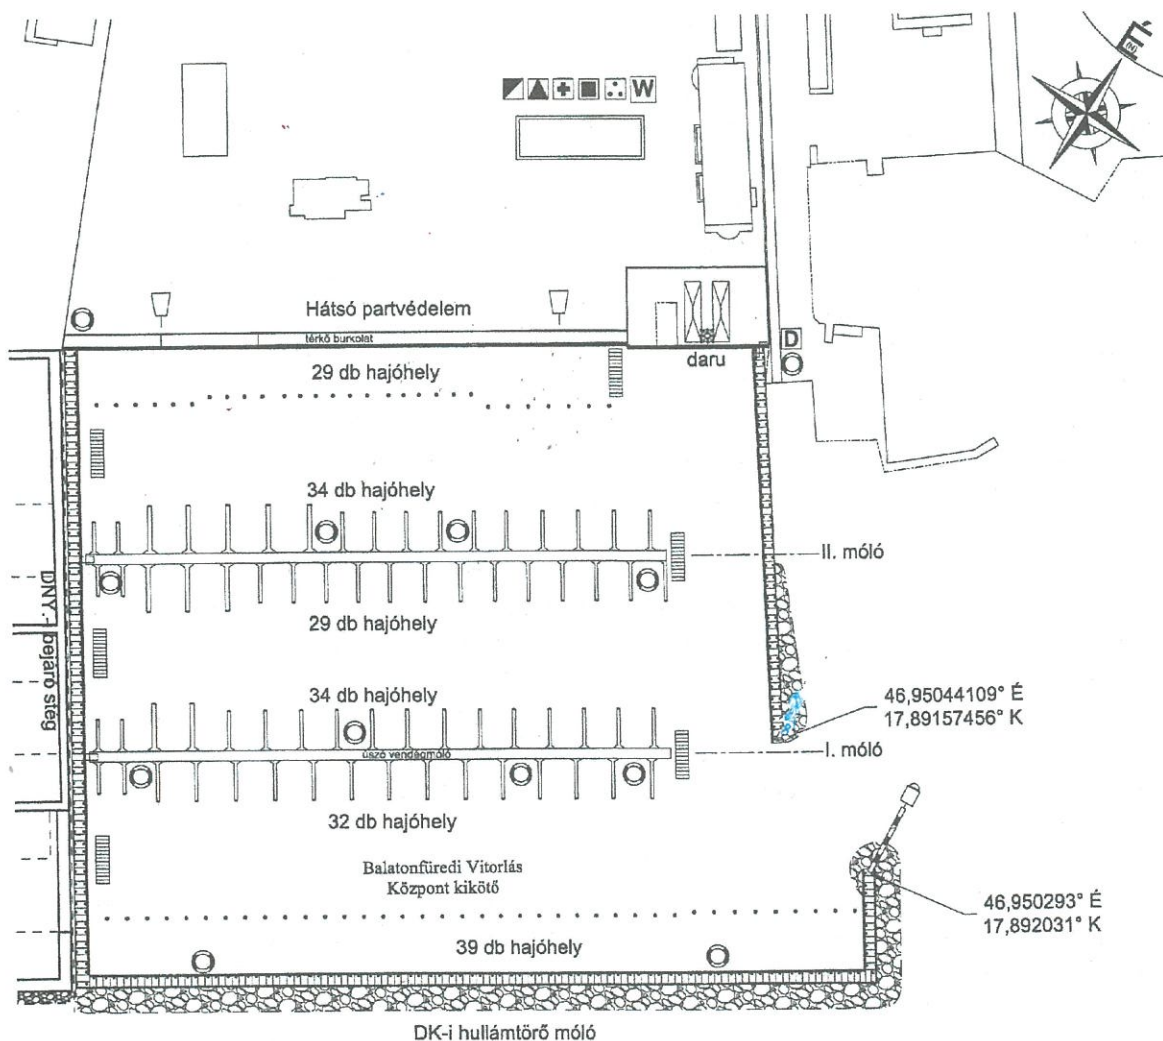 É
W
Hátsó partvédelem
térkő burkolat
D
daru
29 db hajóhely
34 db hajóhely
II. móló
29 db hajóhely
DNY.-i bejáró stég
34 db hajóhely
46,95044109° É
17,89157456° K
úszó vendégmóló
I. móló
32 db hajóhely
Balatonfüredi Vitorlás
Központ kikötő
46,950293° É
17,892031° K
39 db hajóhely
DK-i hullámtörő móló